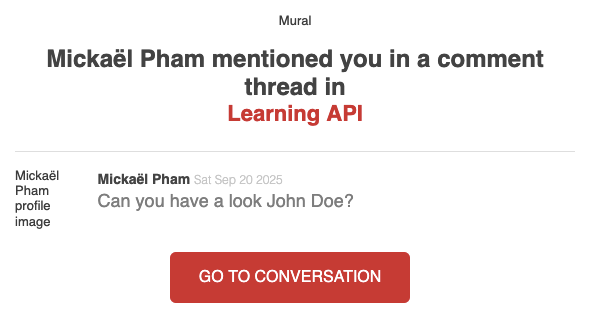 Mural
Mickaël Pham mentioned you in a comment
thread in
Learning API
Mickaël
Pham
profile
image
Mickaël Pham Sat Sep 20 2025
Can you have a look John Doe?
GO TO CONVERSATION